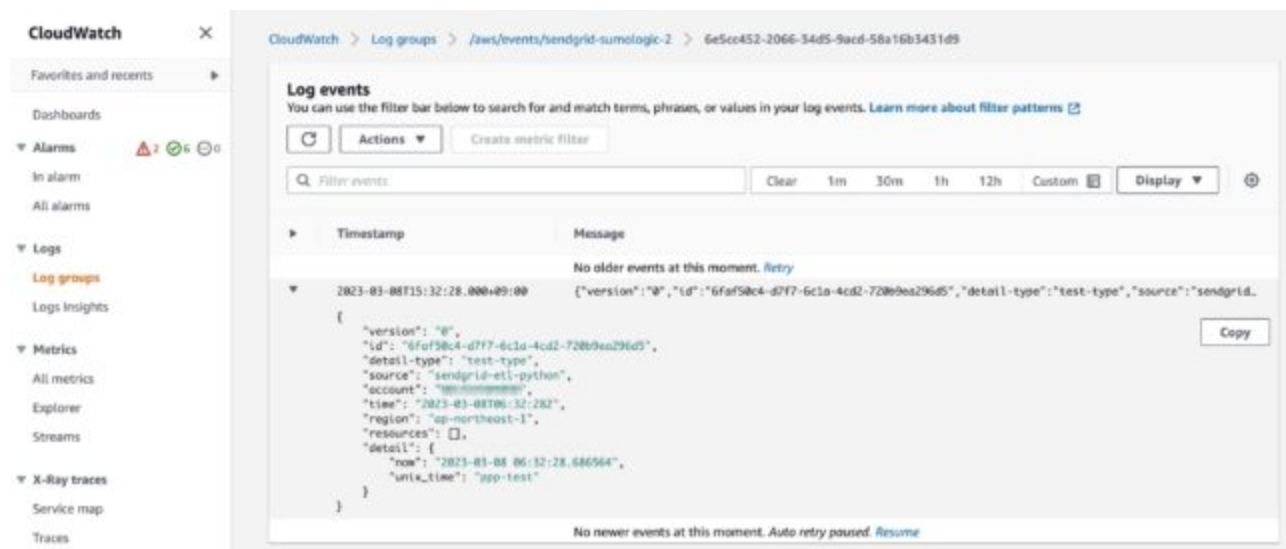 CloudWatch
Favorites and recents
Dashboards
Alarms 2 6 0
In alarm
All alarms
Logs
Log groups
Logs Insights
Metrics
All metrics
Explorer
Streams
X-Ray traces
Service map
Traces
CloudWatch > Log groups > /aws/events/sendgrid-sumologic-2 > 6e5cc452-2066-34d5-9acd-58a16b3431d9
Log events
You can use the filter bar below to search for and match terms, phrases, or values in your log events. Learn more about filter patterns
Actions Create metric filter
Filter events Clear 1m 30m 1h 12h Custom Display
Timestamp Message
No older events at this moment. Retry
2023-03-08T15:32:28.000+09:00 {"version":"0","id":"6faf50c4-d7f7-6c1a-4cd2-720b9ea296d5","detail-type":"test-type","source":"sendgrid…
{
"version": "0",
"id": "6faf50c4-d7f7-6c1a-4cd2-720b9ea296d5",
"detail-type": "test-type",
"source": "sendgrid-etl-python",
"account": "
"time": "2023-03-08T06:32:28Z",
"region": "ap-northeast-1",
"resources": [],
"detail": {
"now": "2023-03-08 06:32:28.686564",
"unix_time": "ppp-test"
}
}
Copy
No newer events at this moment. Auto retry paused. Resume